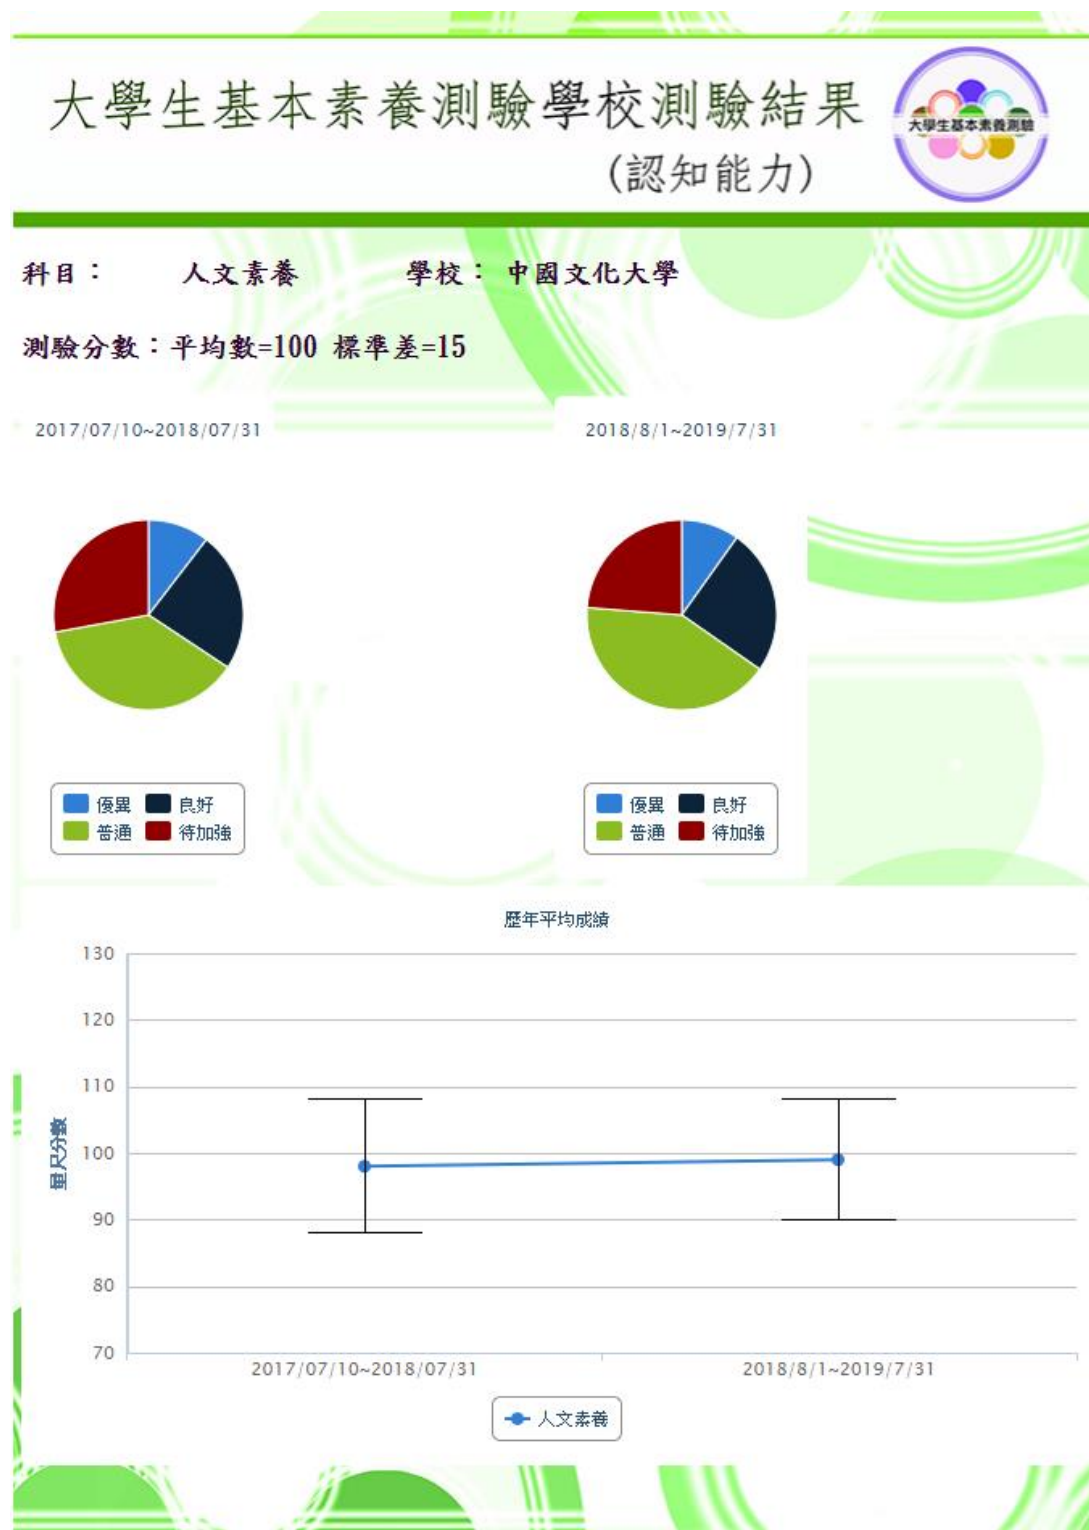 大學生基本素養測驗學校測驗結果
(認知能力)
大學生基本素養測驗
科目： 人文素養 學校： 中國文化大學
測驗分數：平均數=100 標準差=15
2017/07/10~2018/07/31 2018/8/1~2019/7/31
優異 良好 優異 良好
普通 待加強 普通 待加強
歷年平均成績
130
120
110
100
90
80
70
量尺分數
2017/07/10~2018/07/31 2018/8/1~2019/7/31
人文素養